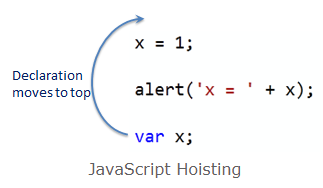 x = 1;
Declaration
moves to top
alert('x = ' + x);
var x;
JavaScript Hoisting